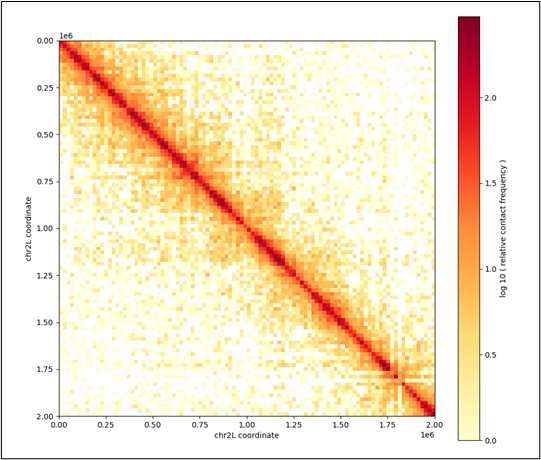 1e6
0.00
0.25
0.50
0.75
1.00
1.25
1.50
1.75
2.00
chr2L coordinate
0.00 0.25 0.50 0.75 1.00 1.25 1.50 1.75 2.00
1e6
chr2L coordinate
2.0
1.5
1.0
0.5
0.0
log 10 ( relative contact frequency )